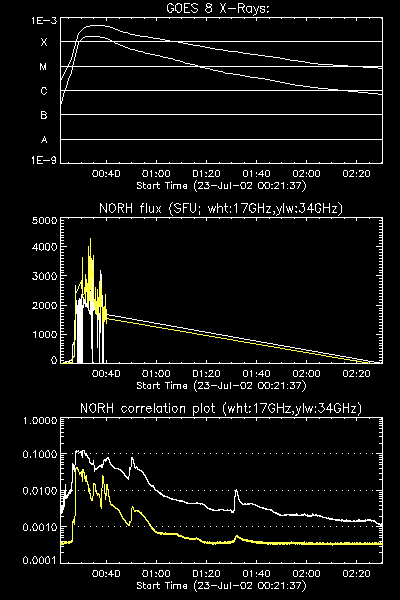 GOES 8 X-Rays:
1E-3
X
M
C
B
A
1E-9
00:40 01:00 01:20 01:40 02:00 02:20
Start Time (23-Jul-02 00:21:37)
NORH flux (SFU; wht:17GHz,ylw:34GHz)
5000
4000
3000
2000
1000
0
00:40 01:00 01:20 01:40 02:00 02:20
Start Time (23-Jul-02 00:21:37)
NORH correlation plot (wht:17GHz,ylw:34GHz)
1.0000
0.1000
0.0100
0.0010
0.0001
00:40 01:00 01:20 01:40 02:00 02:20
Start Time (23-Jul-02 00:21:37)